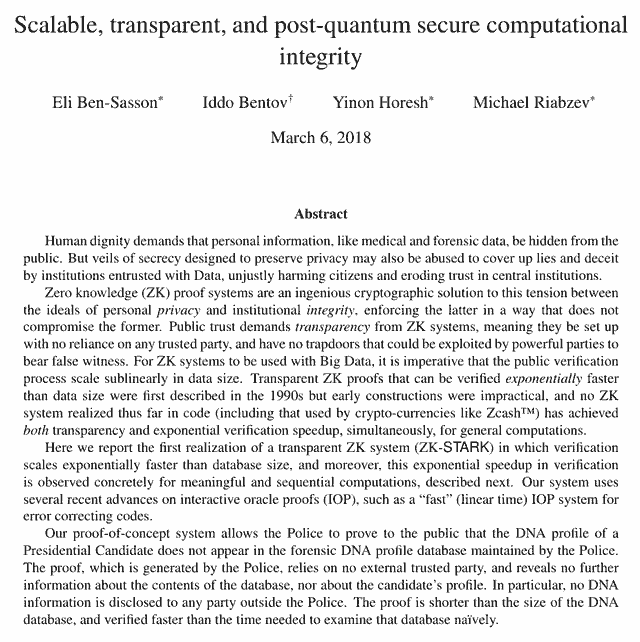 Scalable, transparent, and post-quantum secure computational
integrity
Eli Ben-Sasson* Iddo Bentov† Yinon Horesh* Michael Riabzev*
March 6, 2018
Abstract
Human dignity demands that personal information, like medical and forensic data, be hidden from the
public. But veils of secrecy designed to preserve privacy may also be abused to cover up lies and deceit
by institutions entrusted with Data, unjustly harming citizens and eroding trust in central institutions.
Zero knowledge (ZK) proof systems are an ingenious cryptographic solution to this tension between
the ideals of personal privacy and institutional integrity, enforcing the latter in a way that does not
compromise the former. Public trust demands transparency from ZK systems, meaning they be set up
with no reliance on any trusted party, and have no trapdoors that could be exploited by powerful parties to
bear false witness. For ZK systems to be used with Big Data, it is imperative that the public verification
process scale sublinearly in data size. Transparent ZK proofs that can be verified exponentially faster
than data size were first described in the 1990s but early constructions were impractical, and no ZK
system realized thus far in code (including that used by crypto-currencies like Zcash™) has achieved
both transparency and exponential verification speedup, simultaneously, for general computations.
Here we report the first realization of a transparent ZK system (ZK-STARK) in which verification
scales exponentially faster than database size, and moreover, this exponential speedup in verification
is observed concretely for meaningful and sequential computations, described next. Our system uses
several recent advances on interactive oracle proofs (IOP), such as a “fast” (linear time) IOP system for
error correcting codes.
Our proof-of-concept system allows the Police to prove to the public that the DNA profile of a
Presidential Candidate does not appear in the forensic DNA profile database maintained by the Police.
The proof, which is generated by the Police, relies on no external trusted party, and reveals no further
information about the contents of the database, nor about the candidate’s profile. In particular, no DNA
information is disclosed to any party outside the Police. The proof is shorter than the size of the DNA
database, and verified faster than the time needed to examine that database naïvely.